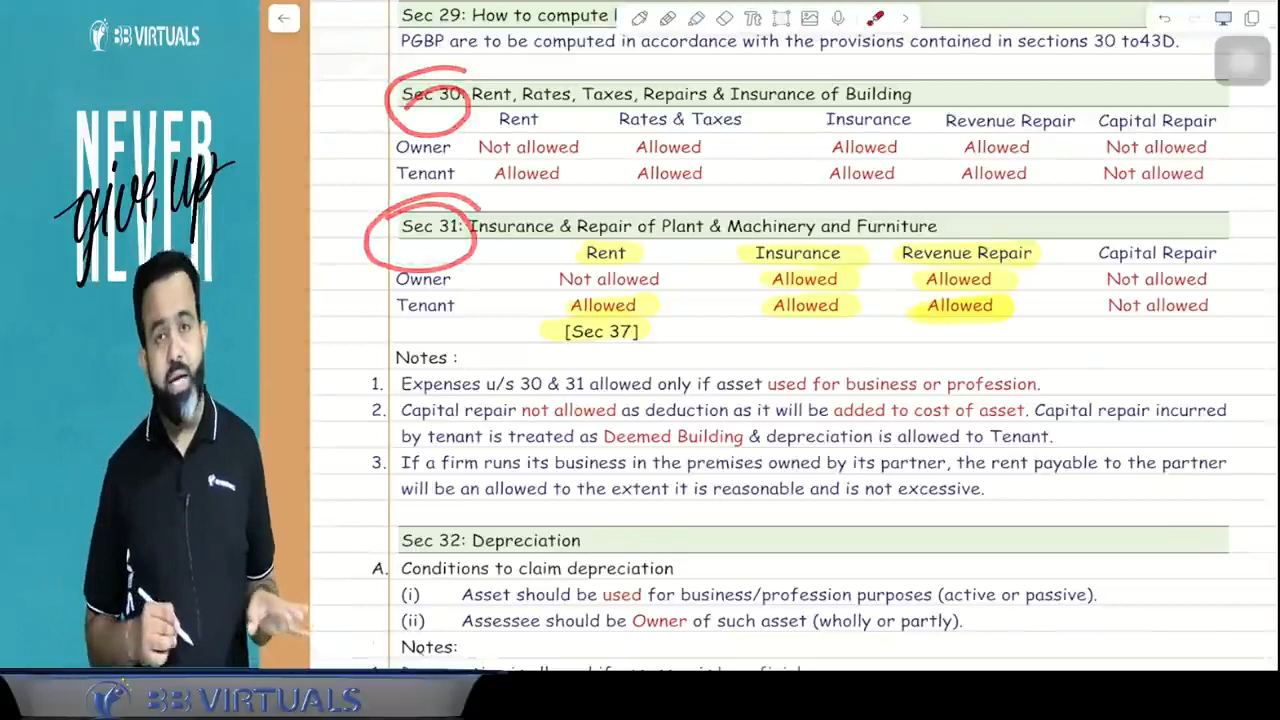 BB VIRTUALS
NEVER
give up
NEVER
Sec 29: How to compute
PGBP are to be computed in accordance with the provisions contained in sections 30 to43D.
Sec 30: Rent, Rates, Taxes, Repairs & Insurance of Building
Rent Rates & Taxes Insurance Revenue Repair Capital Repair
Owner Not allowed Allowed Allowed Allowed Not allowed
Tenant Allowed Allowed Allowed Allowed Not allowed
Sec 31: Insurance & Repair of Plant & Machinery and Furniture
Rent Insurance Revenue Repair Capital Repair
Owner Not allowed Allowed Allowed Not allowed
Tenant Allowed Allowed Allowed Not allowed
[Sec 37]
Notes :
1. Expenses u/s 30 & 31 allowed only if asset used for business or profession.
2. Capital repair not allowed as deduction as it will be added to cost of asset. Capital repair incurred
by tenant is treated as Deemed Building & depreciation is allowed to Tenant.
3. If a firm runs its business in the premises owned by its partner, the rent payable to the partner
will be an allowed to the extent it is reasonable and is not excessive.
Sec 32: Depreciation
A. Conditions to claim depreciation
(i) Asset should be used for business/profession purposes (active or passive).
(ii) Assessee should be Owner of such asset (wholly or partly).
Notes:
BB VIRTUALS